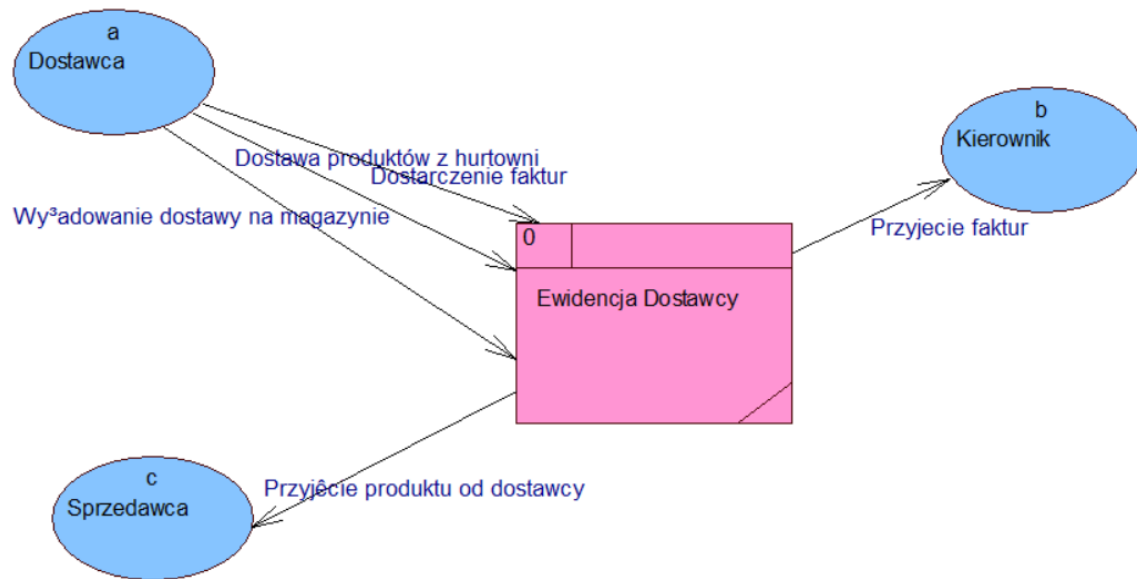 a
Dostawca
b
Kierownik
Dostawa produktów z hurtowni
Dostarczenie faktur
Wy³adowanie dostawy na magazynie
Przyjecie faktur
0
Ewidencja Dostawcy
c
Sprzedawca
Przyjêcie produktu od dostawcy